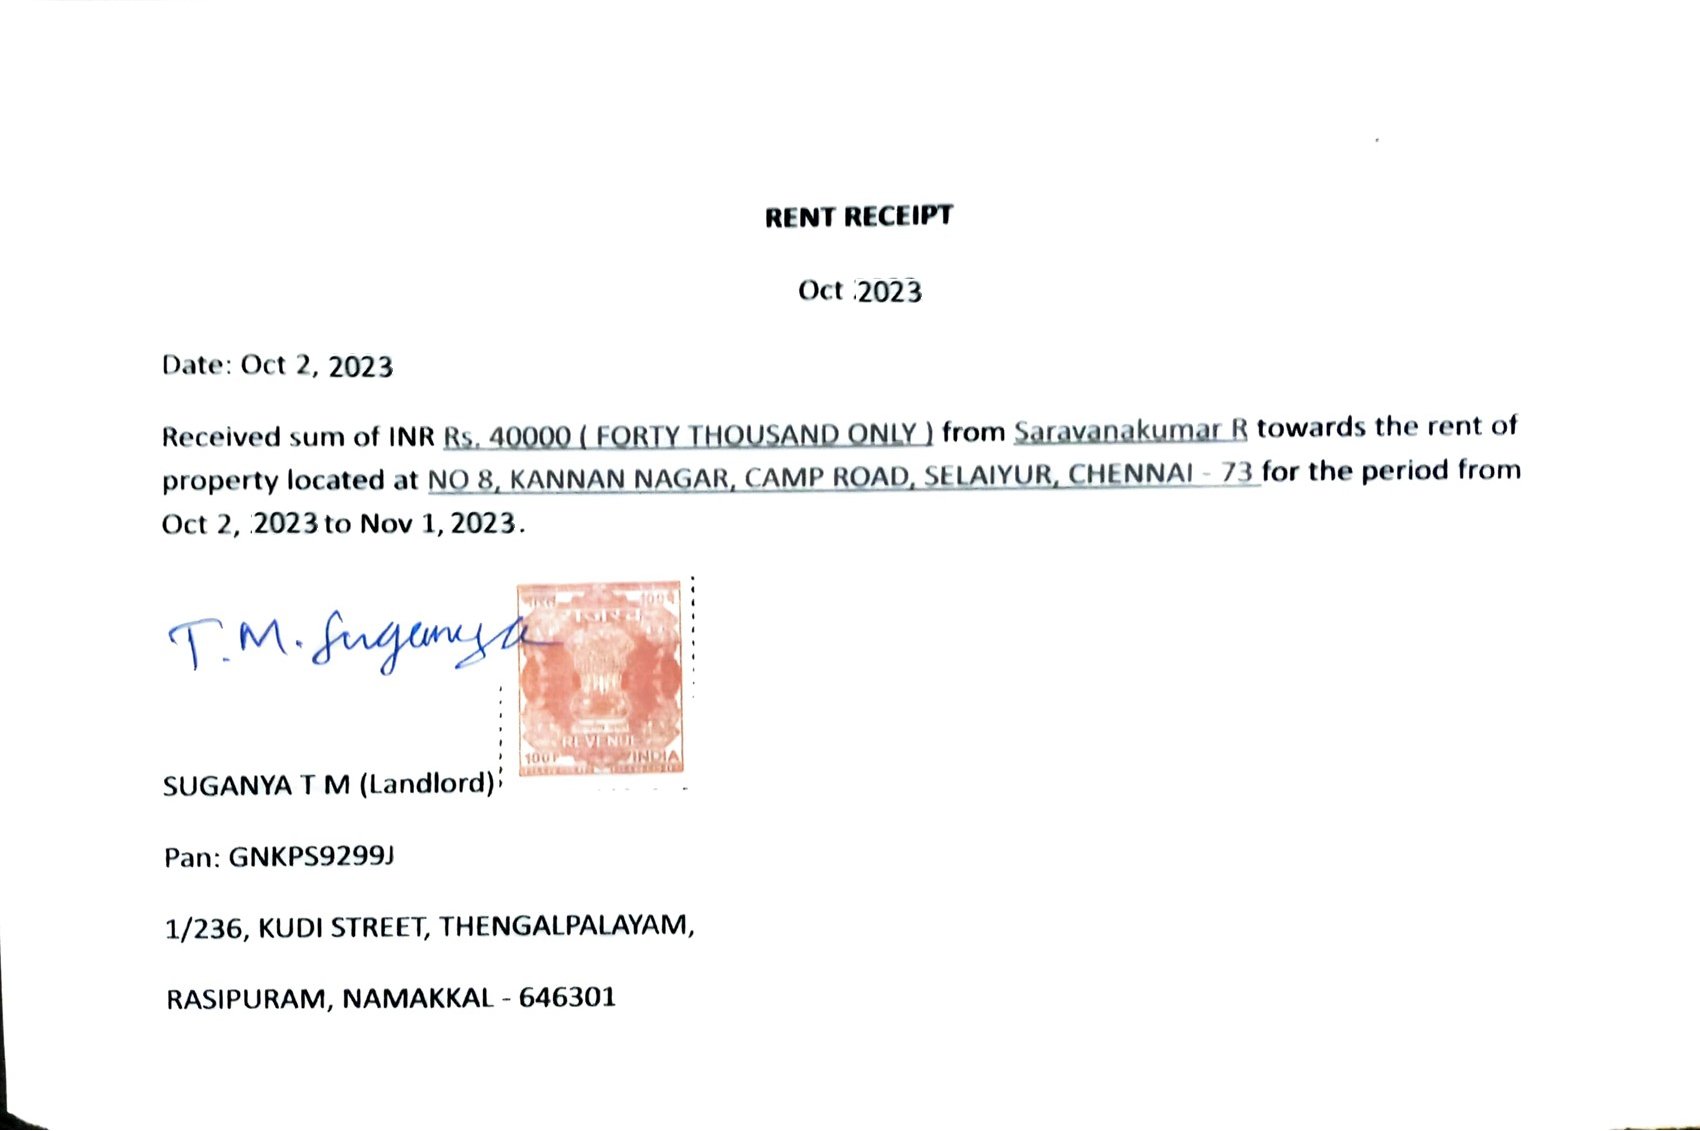 RENT RECEIPT
Oct 2023
Date: Oct 2, 2023
Received sum of INR Rs. 40000 ( FORTY THOUSAND ONLY ) from Saravanakumar R towards the rent of
property located at NO 8, KANNAN NAGAR, CAMP ROAD, SELAIYUR, CHENNAI - 73 for the period from
Oct 2, 2023 to Nov 1, 2023.
T.M. Suganya
REVENUE
INDIA
SUGANYA T M (Landlord)
Pan: GNKPS9299J
1/236, KUDI STREET, THENGALPALAYAM,
RASIPURAM, NAMAKKAL - 646301